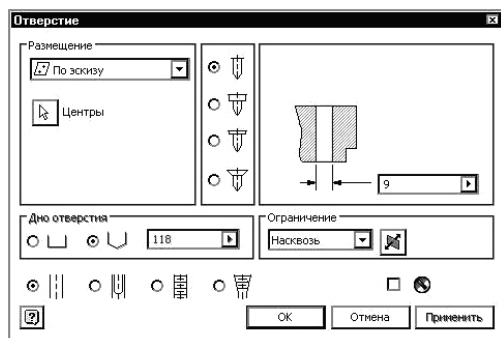 Отверстие
Размещение
По эскизу
Центры
9
Дно отверстия
118
Ограничение
Насквозь
?
OK
Отмена
Применить